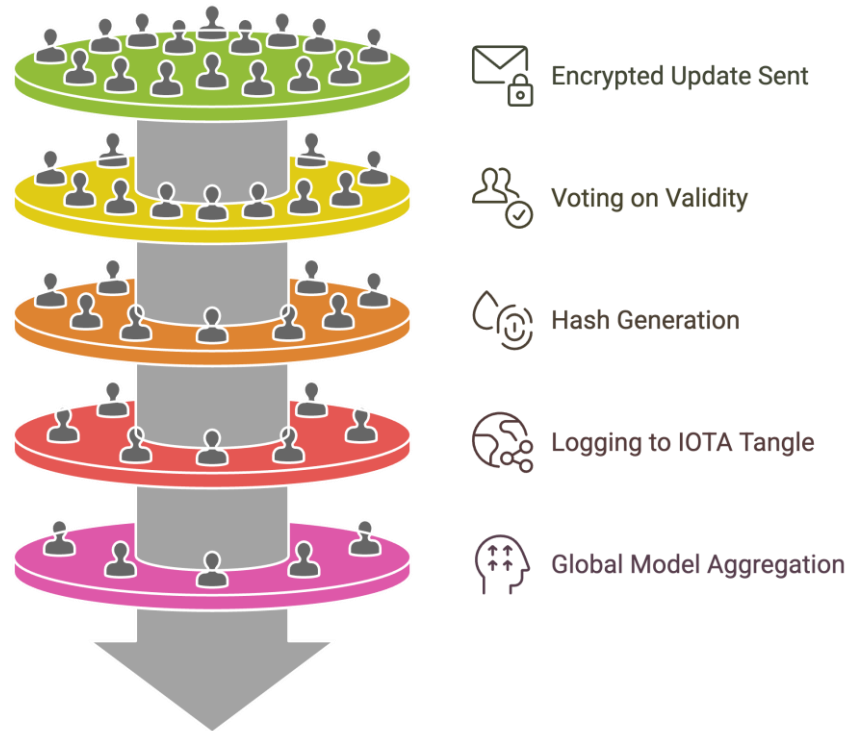 Encrypted Update Sent
Voting on Validity
Hash Generation
Logging to IOTA Tangle
Global Model Aggregation